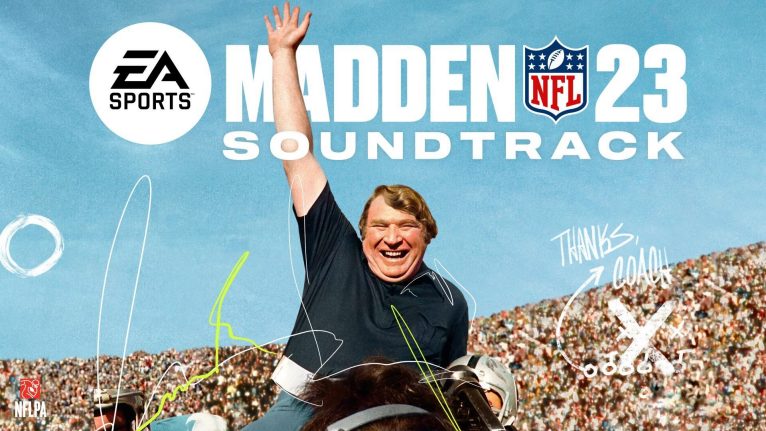 EA
SPORTS
MADDEN NFL 23
SOUNDTRACK
THANKS,
COACH
NFLPA